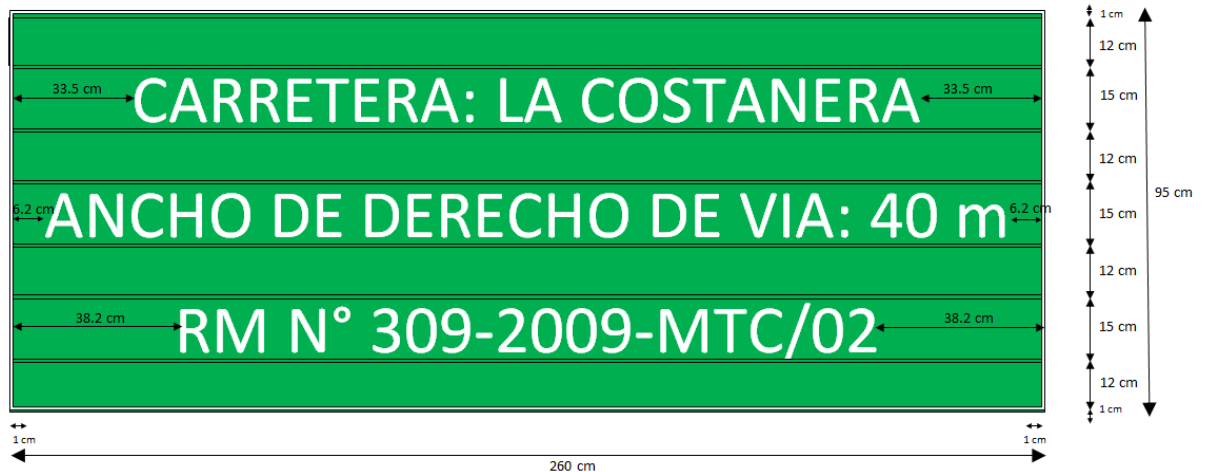 1 cm
12 cm
33.5 cm CARRETERA: LA COSTANERA 33.5 cm
15 cm
12 cm
6.2 cm ANCHO DE DERECHO DE VIA: 40 m 6.2 cm
15 cm
95 cm
12 cm
38.2 cm RM N° 309-2009-MTC/02 38.2 cm
15 cm
12 cm
1 cm
1 cm 1 cm
260 cm